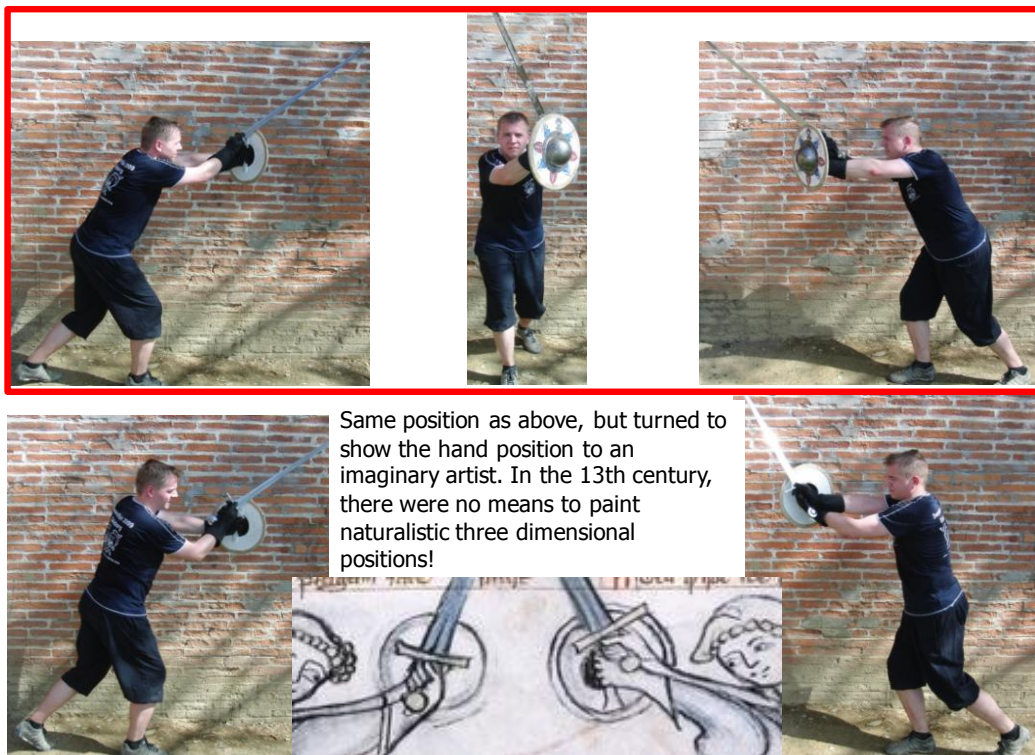 Same position as above, but turned to
show the hand position to an
imaginary artist. In the 13th century,
there were no means to paint
naturalistic three dimensional
positions!